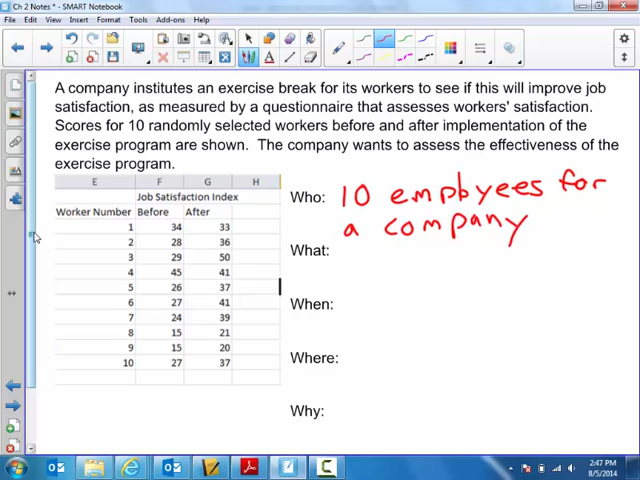 Ch 2 Notes * - SMART Notebook
File Edit View Insert Format Tools Add-ons Help
A company institutes an exercise break for its workers to see if this will improve job
satisfaction, as measured by a questionnaire that assesses workers' satisfaction.
Scores for 10 randomly selected workers before and after implementation of the
exercise program are shown. The company wants to assess the effectiveness of the
exercise program.
E F G H
Job Satisfaction Index
Worker Number Before After
1 34 33
2 28 36
3 29 50
4 45 41
5 26 37
6 27 41
7 24 39
8 15 21
9 15 20
10 27 37
Who: 10 employees for
a company
What:
When:
Where:
Why:
2:47 PM
8/5/2014